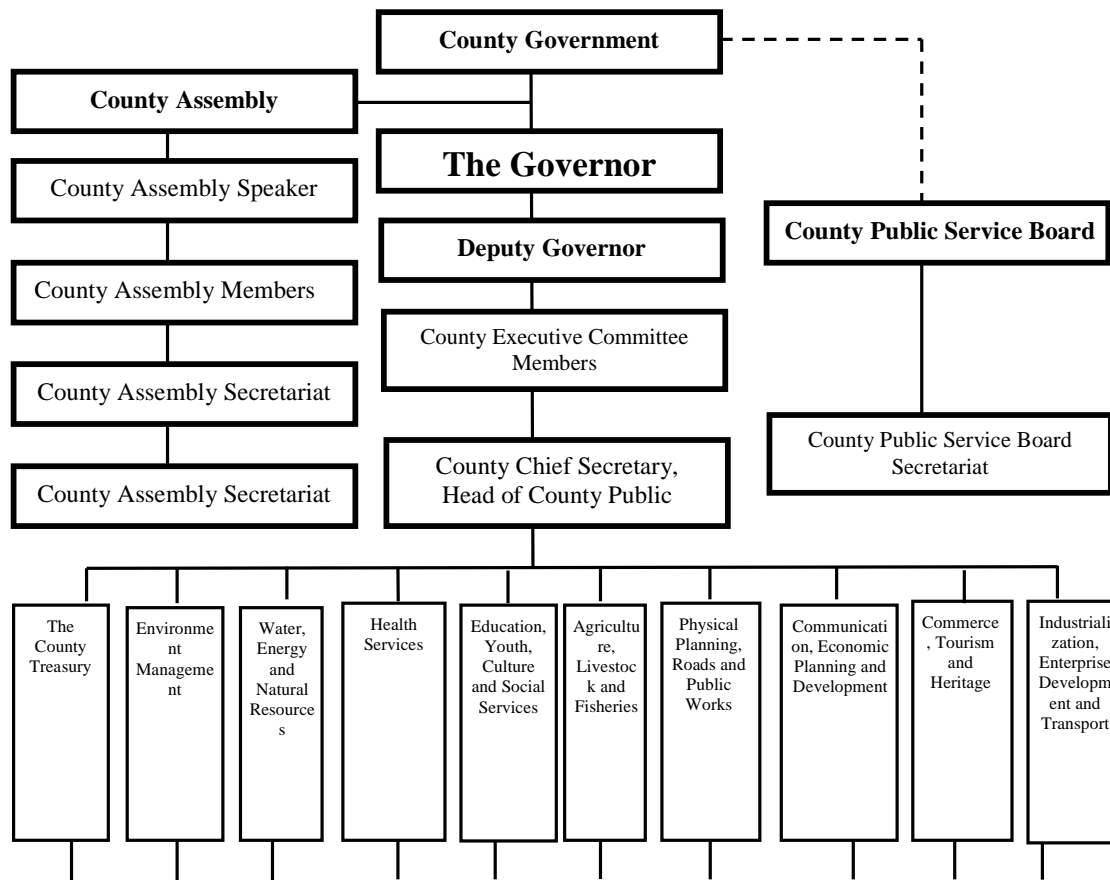 County Government
County Assembly
The Governor
County Assembly Speaker
Deputy Governor
County Public Service Board
County Assembly Members
County Executive Committee
Members
County Assembly Secretariat
County Public Service Board
Secretariat
County Chief Secretary,
Head of County Public
County Assembly Secretariat
The
County
Treasury
Environme
nt
Manageme
nt
Water,
Energy
and
Natural
Resource
s
Health
Services
Education,
Youth,
Culture
and Social
Services
Agricultu
re,
Livestoc
k and
Fisheries
Physical
Planning,
Roads and
Public
Works
Communicati
on, Economic
Planning and
Development
Commerce
, Tourism
and
Heritage
Industriali
zation,
Enterprise
Developm
ent and
Transport